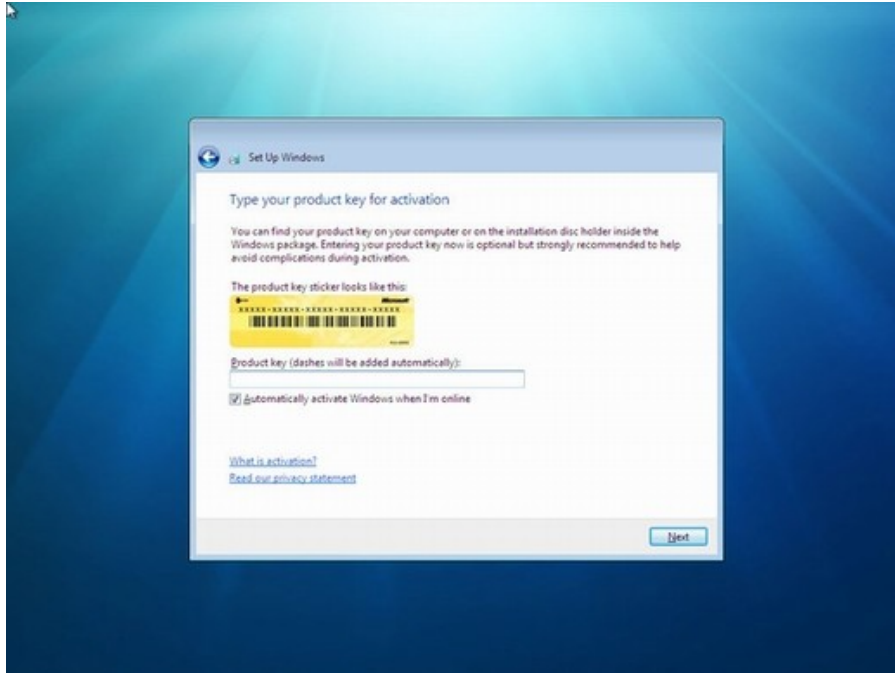 Set Up Windows
Type your product key for activation
You can find your product key on your computer or on the installation disc holder inside the
Windows package. Entering your product key now is optional but strongly recommended to help
avoid complications during activation.
The product key sticker looks like this:
Microsoft
XXXXX-XXXXX-XXXXX-XXXXX-XXXXX
Product key (dashes will be added automatically):
Automatically activate Windows when I'm online
What is activation?
Read our privacy statement
Next